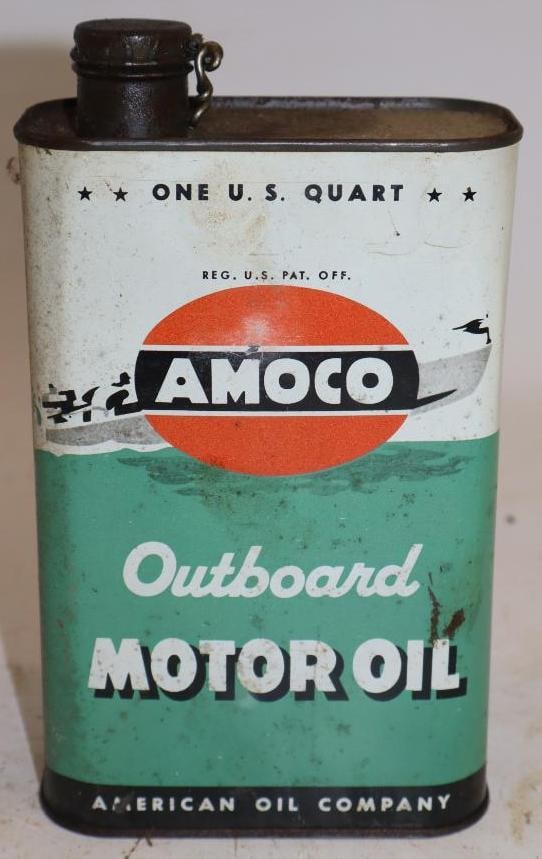 ★ ★ ONE U. S. QUART ★ ★
REG. U.S. PAT. OFF.
AMOCO
Outboard
MOTOR OIL
AMERICAN OIL COMPANY